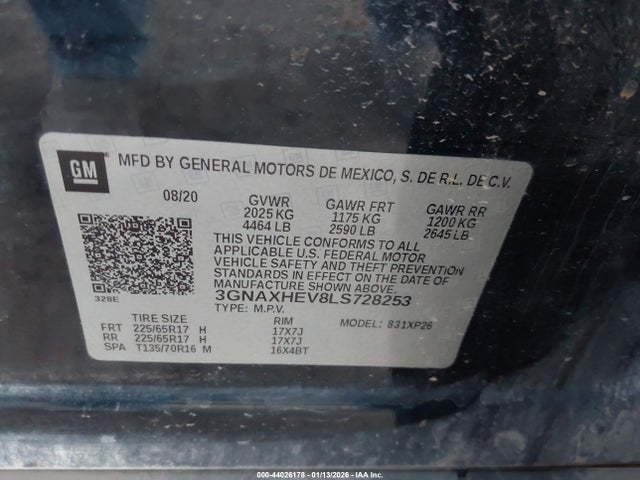 GM
MFD BY GENERAL MOTORS DE MEXICO, S. DE R.L. DE C.V.
08/20 GVWR GAWR FRT GAWR RR
2025 KG 1175 KG 1200 KG
4464 LB 2590 LB 2645 LB
THIS VEHICLE CONFORMS TO ALL
APPLICABLE U.S. FEDERAL MOTOR
VEHICLE SAFETY AND THEFT PREVENTION
STANDARDS IN EFFECT ON THE DATE OF
MANUFACTURE SHOWN ABOVE.
3GNAXHEV8LS728253
328E
TYPE: M.P.V.
TIRE SIZE RIM MODEL: 831XP26
FRT 225/65R17 H 17X7J
RR 225/65R17 H 17X7J
SPA T135/70R16 M 16X4BT
000-44026178 - 01/13/2026 - IAA Inc.